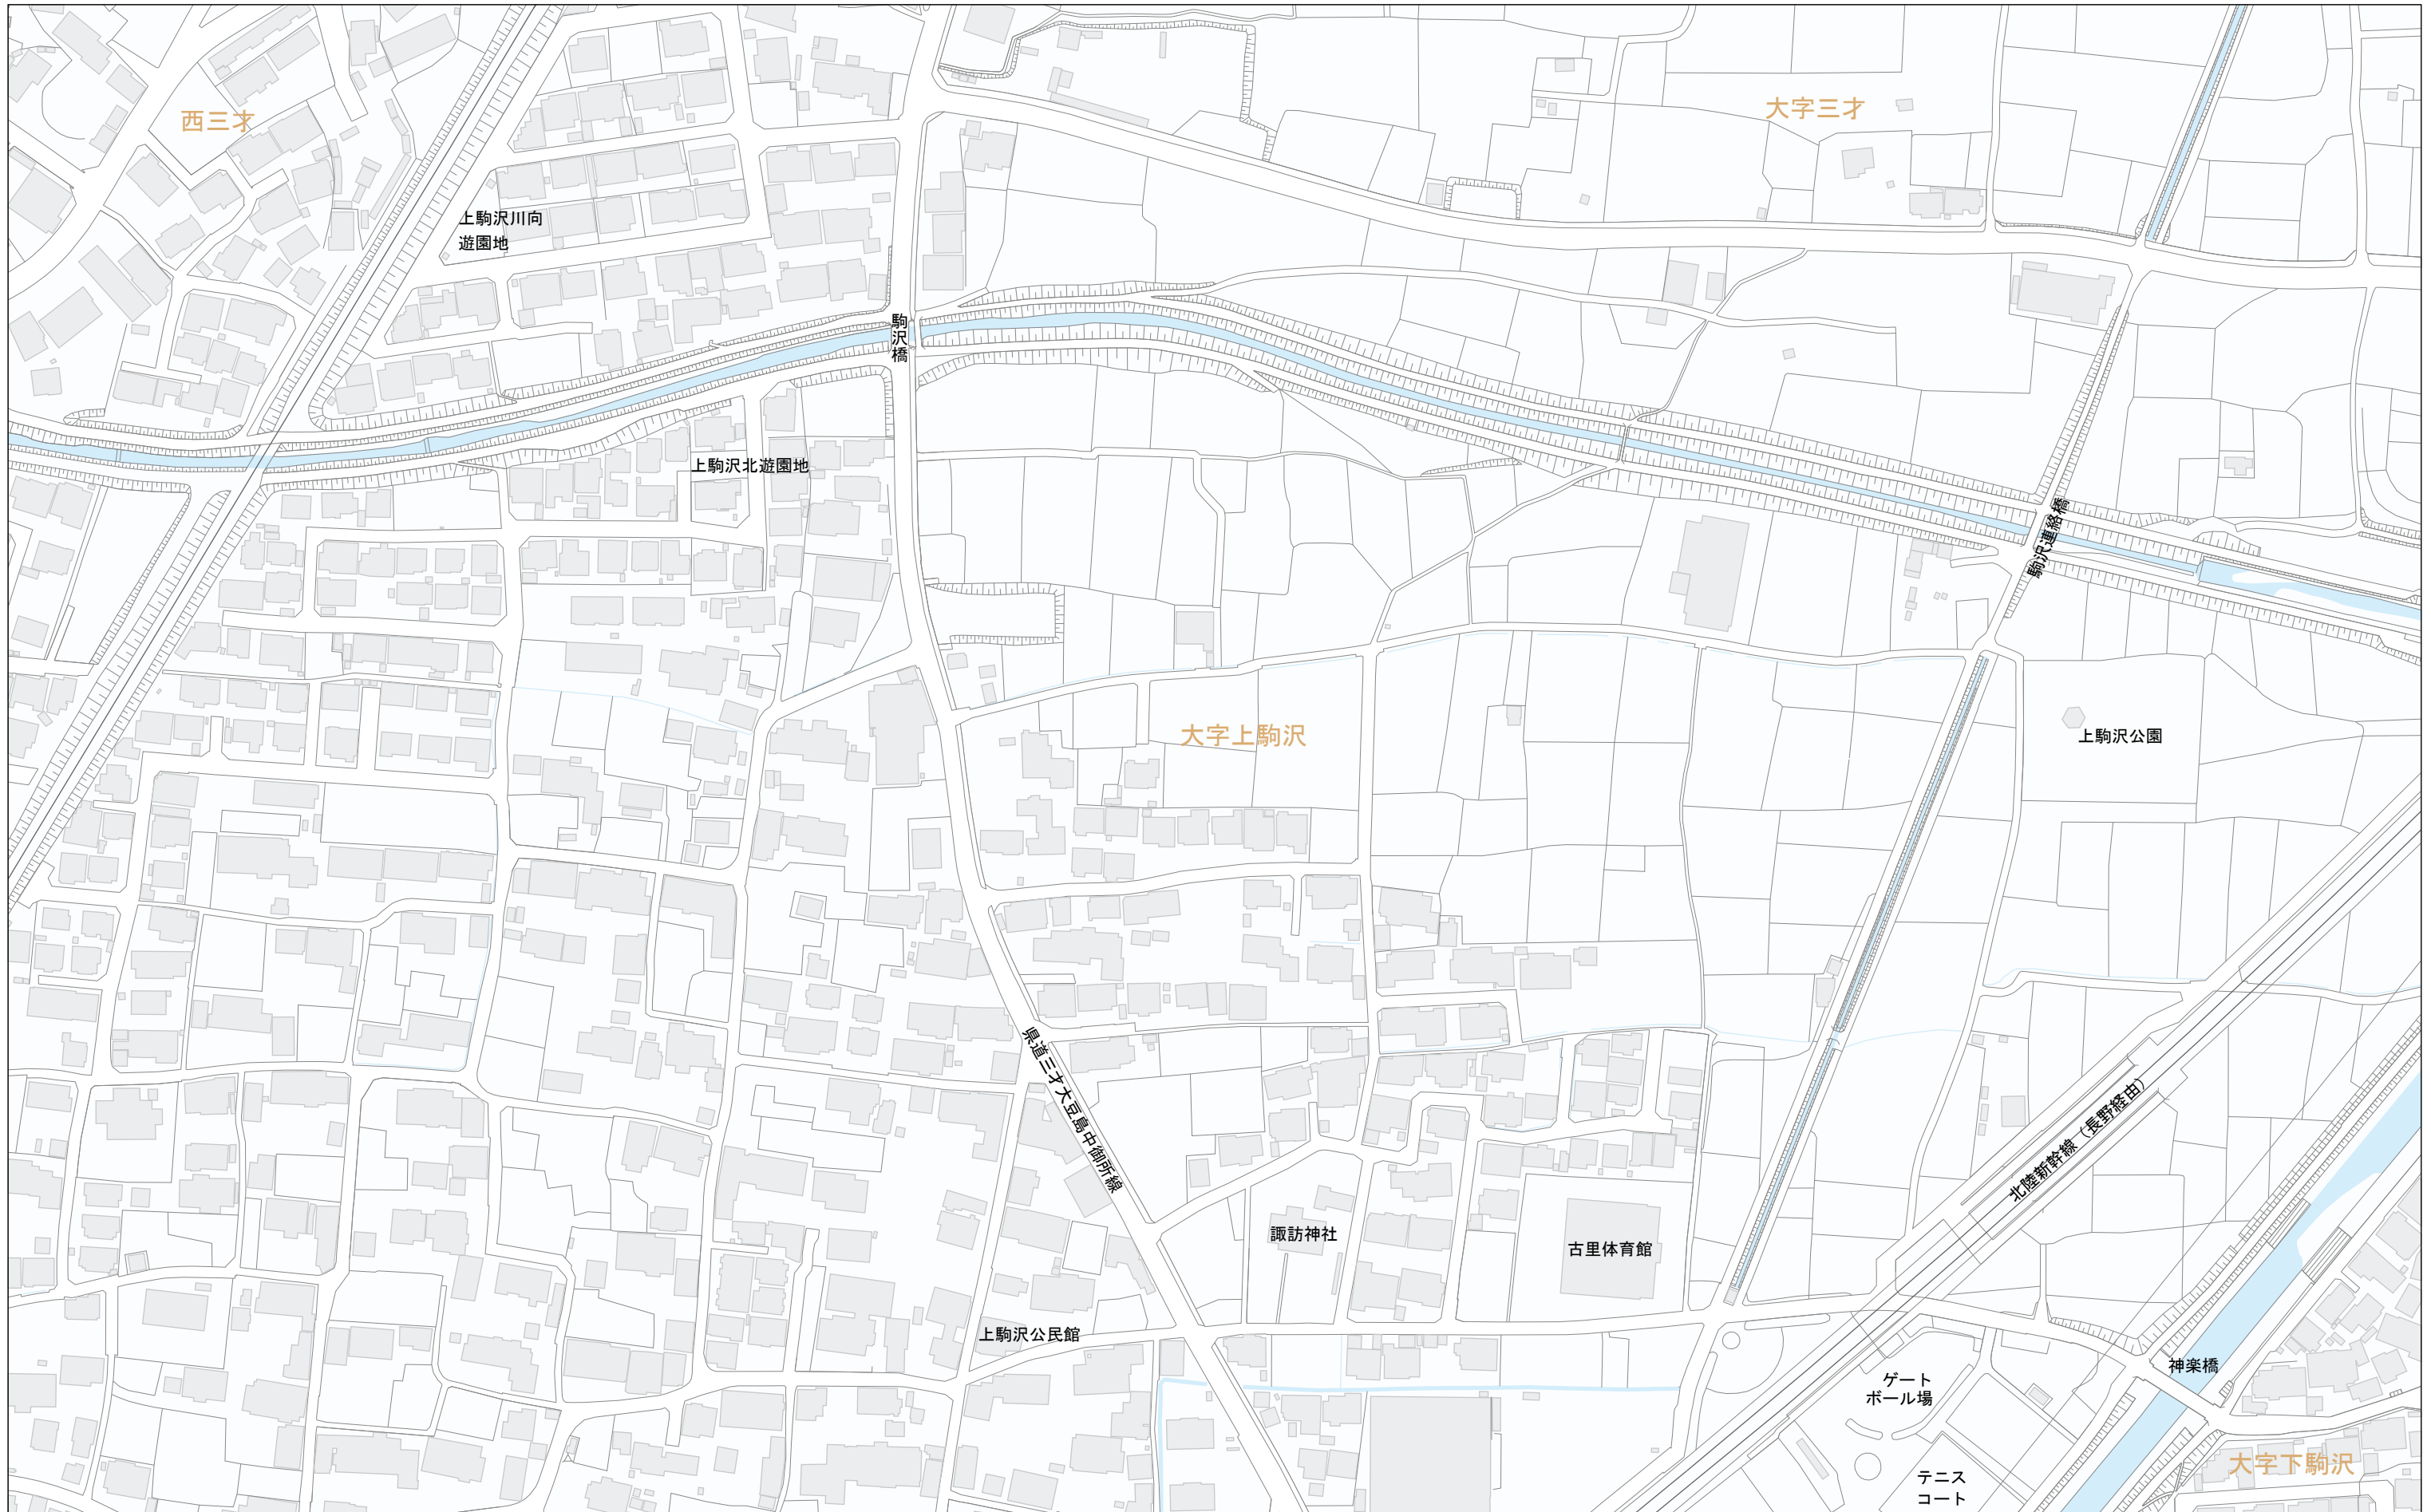 大字三才
西三才
上駒沢川向
遊園地
駒沢橋
上駒沢北遊園地
駒沢連絡橋
大字上駒沢
上駒沢公園
県道三才大豆島中御所線
北陸新幹線（長野経由）
諏訪神社
古里体育館
上駒沢公民館
神楽橋
ゲート
ボール場
大字下駒沢
テニス
コート